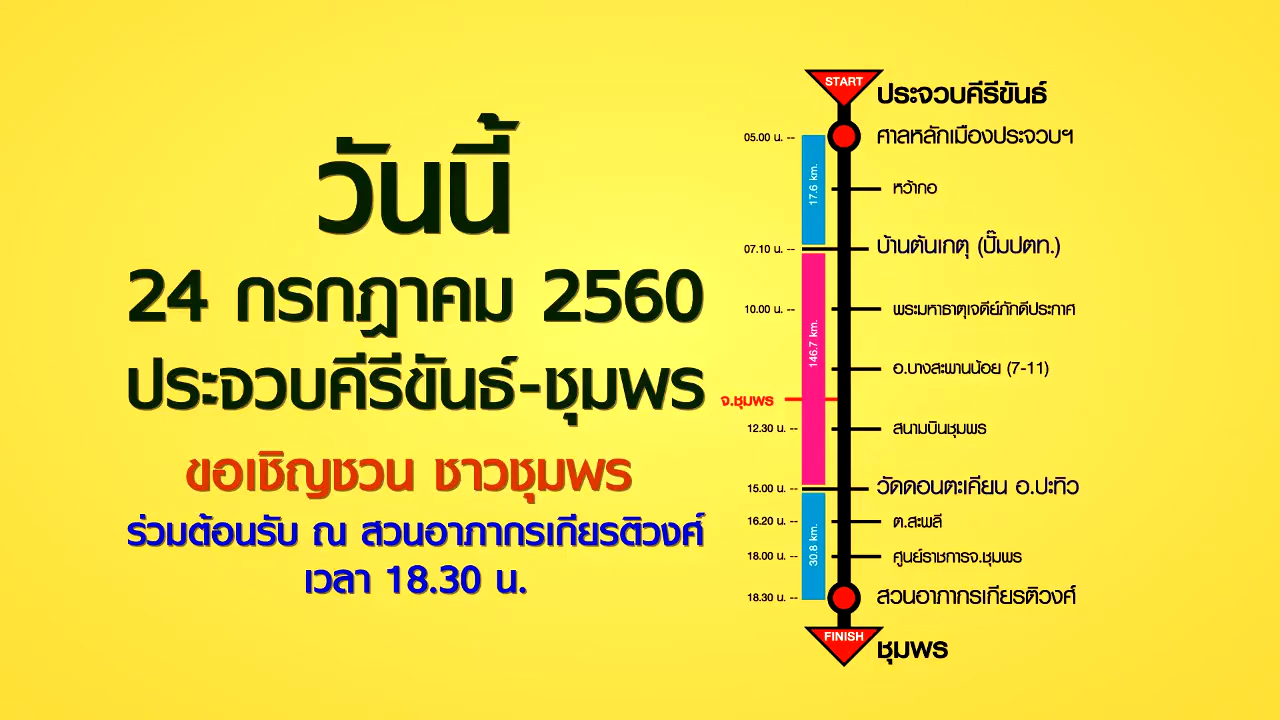 วันนี้
24 กรกฎาคม 2560
ประจวบคีรีขันธ์-ชุมพร
ขอเชิญชวน ชาวชุมพร
ร่วมต้อนรับ ณ สวนอาภากรเกียรติวงศ์
เวลา 18.30 น.
START
ประจวบคีรีขันธ์
05.00 น. --
ศาลหลักเมืองประจวบฯ
17.6 km.
หว้ากอ
07.10 น. --
บ้านต้นเกตุ (ปั๊มปตท.)
10.00 น. --
พระมหาธาตุเจดีย์ภักดีประกาศ
146.7 km.
อ.บางสะพานน้อย (7-11)
จ.ชุมพร
12.30 น. --
สนามบินชุมพร
15.00 น. --
วัดดอนตะเคียน อ.ปะทิว
16.20 น. --
ต.สะพลี
30.8 km.
18.00 น. --
ศูนย์ราชการจ.ชุมพร
18.30 น. --
สวนอาภากรเกียรติวงศ์
FINISH
ชุมพร